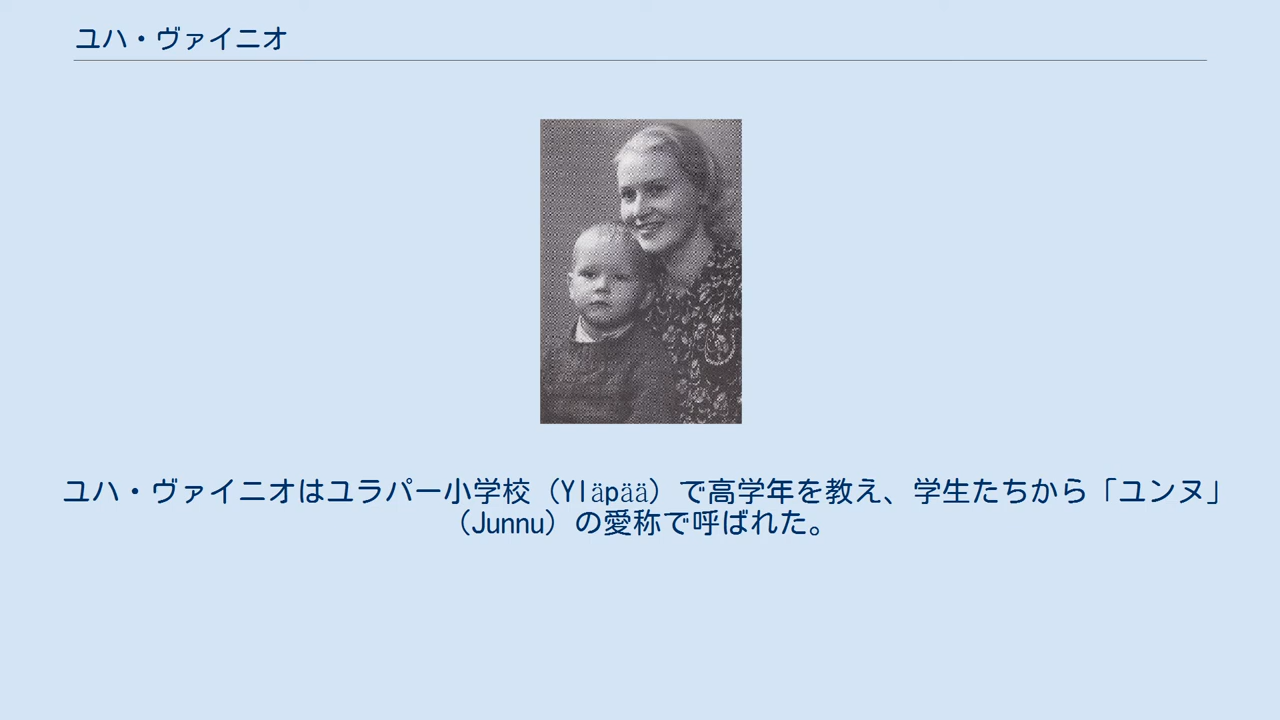 ユハ・ヴァイニオ
ユハ・ヴァイニオはユラパー小学校（Yläpää）で高学年を教え、学生たちから「ユンヌ」
（Junnu）の愛称で呼ばれた。